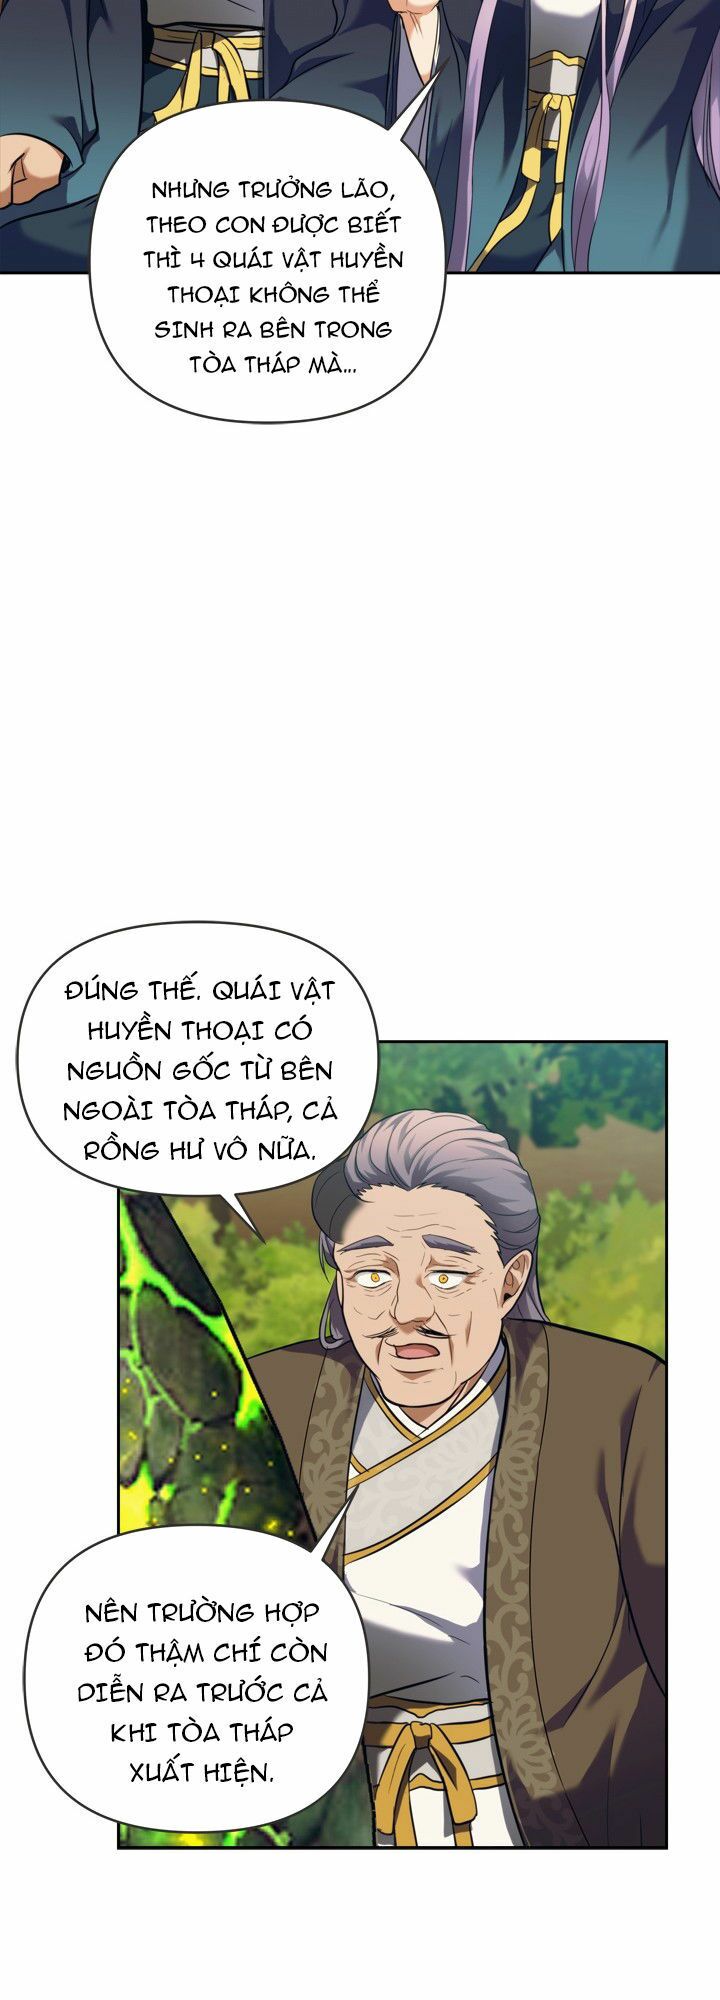 NHƯNG TRƯỞNG LÃO,
THEO CON ĐƯỢC BIẾT
THÌ 4 QUÁI VẬT HUYỀN
THOẠI KHÔNG THỂ
SINH RA BÊN TRONG
TÒA THÁP MÀ...
ĐÚNG THẾ. QUÁI VẬT
HUYỀN THOẠI CÓ
NGUỒN GỐC TỪ BÊN
NGOÀI TÒA THÁP, CẢ
RỒNG HƯ VÔ NỮA.
NÊN TRƯỜNG HỢP
ĐÓ THẬM CHÍ CÒN
DIỄN RA TRƯỚC CẢ
KHI TÒA THÁP
XUẤT HIỆN.